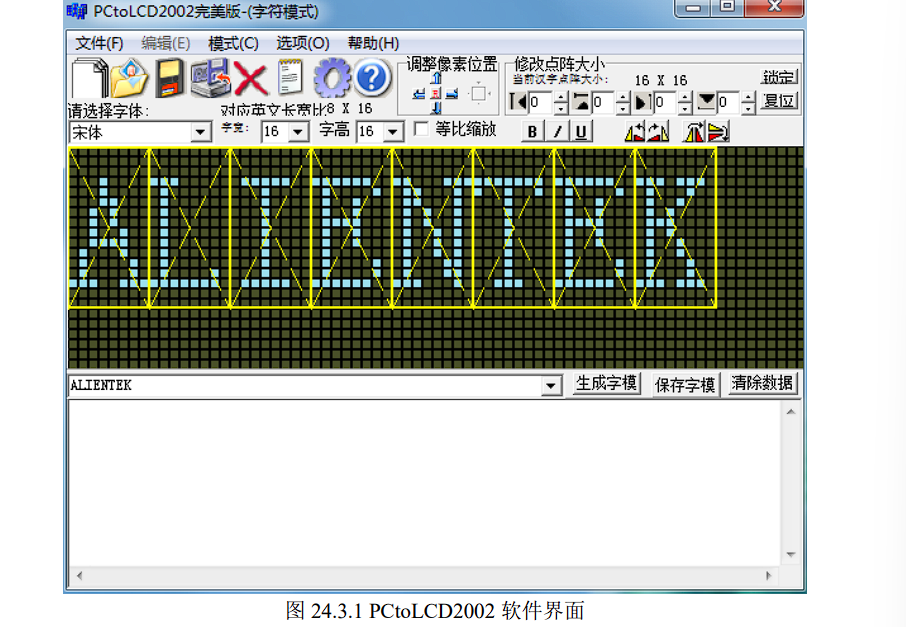 PCtoLCD2002完美版-(字符模式)
文件(F) 编辑(E) 模式(C) 选项(O) 帮助(H)
调整像素位置 修改点阵大小
当前汉字点阵大小: 16 X 16 锁定
0 0 0 0 复位
请选择字体: 对应英文长宽比8 X 16
宋体 字宽: 16 字高 16 等比缩放 B I U
ALIENTEK
ALIENTEK 生成字模 保存字模 清除数据
图 24.3.1 PCtoLCD2002 软件界面